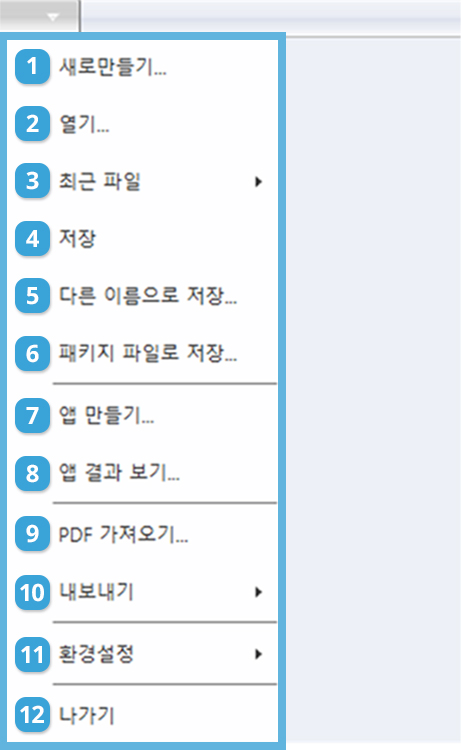 1 새로만들기...
2 열기...
3 최근 파일
4 저장
5 다른 이름으로 저장...
6 패키지 파일로 저장...
7 앱 만들기...
8 앱 결과 보기...
9 PDF 가져오기...
10 내보내기
11 환경설정
12 나가기